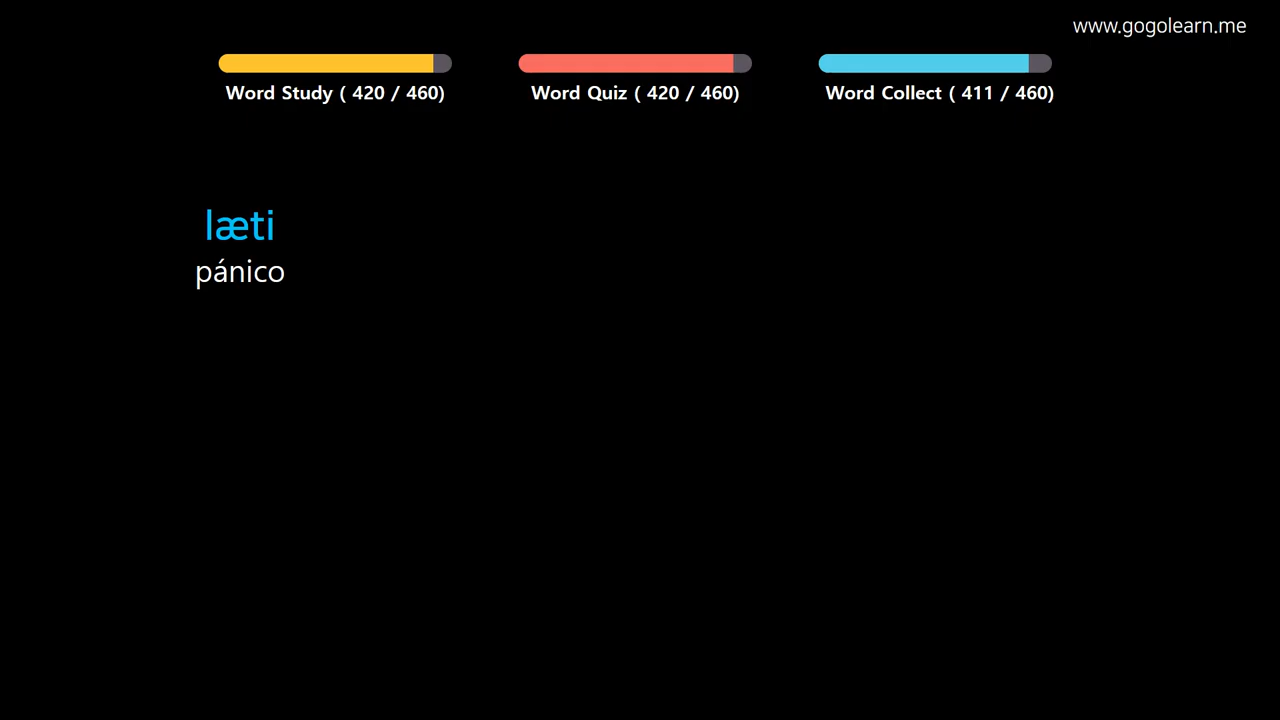 www.gogolearn.me
Word Study ( 420 / 460)
Word Quiz ( 420 / 460)
Word Collect ( 411 / 460)
læti
pánico